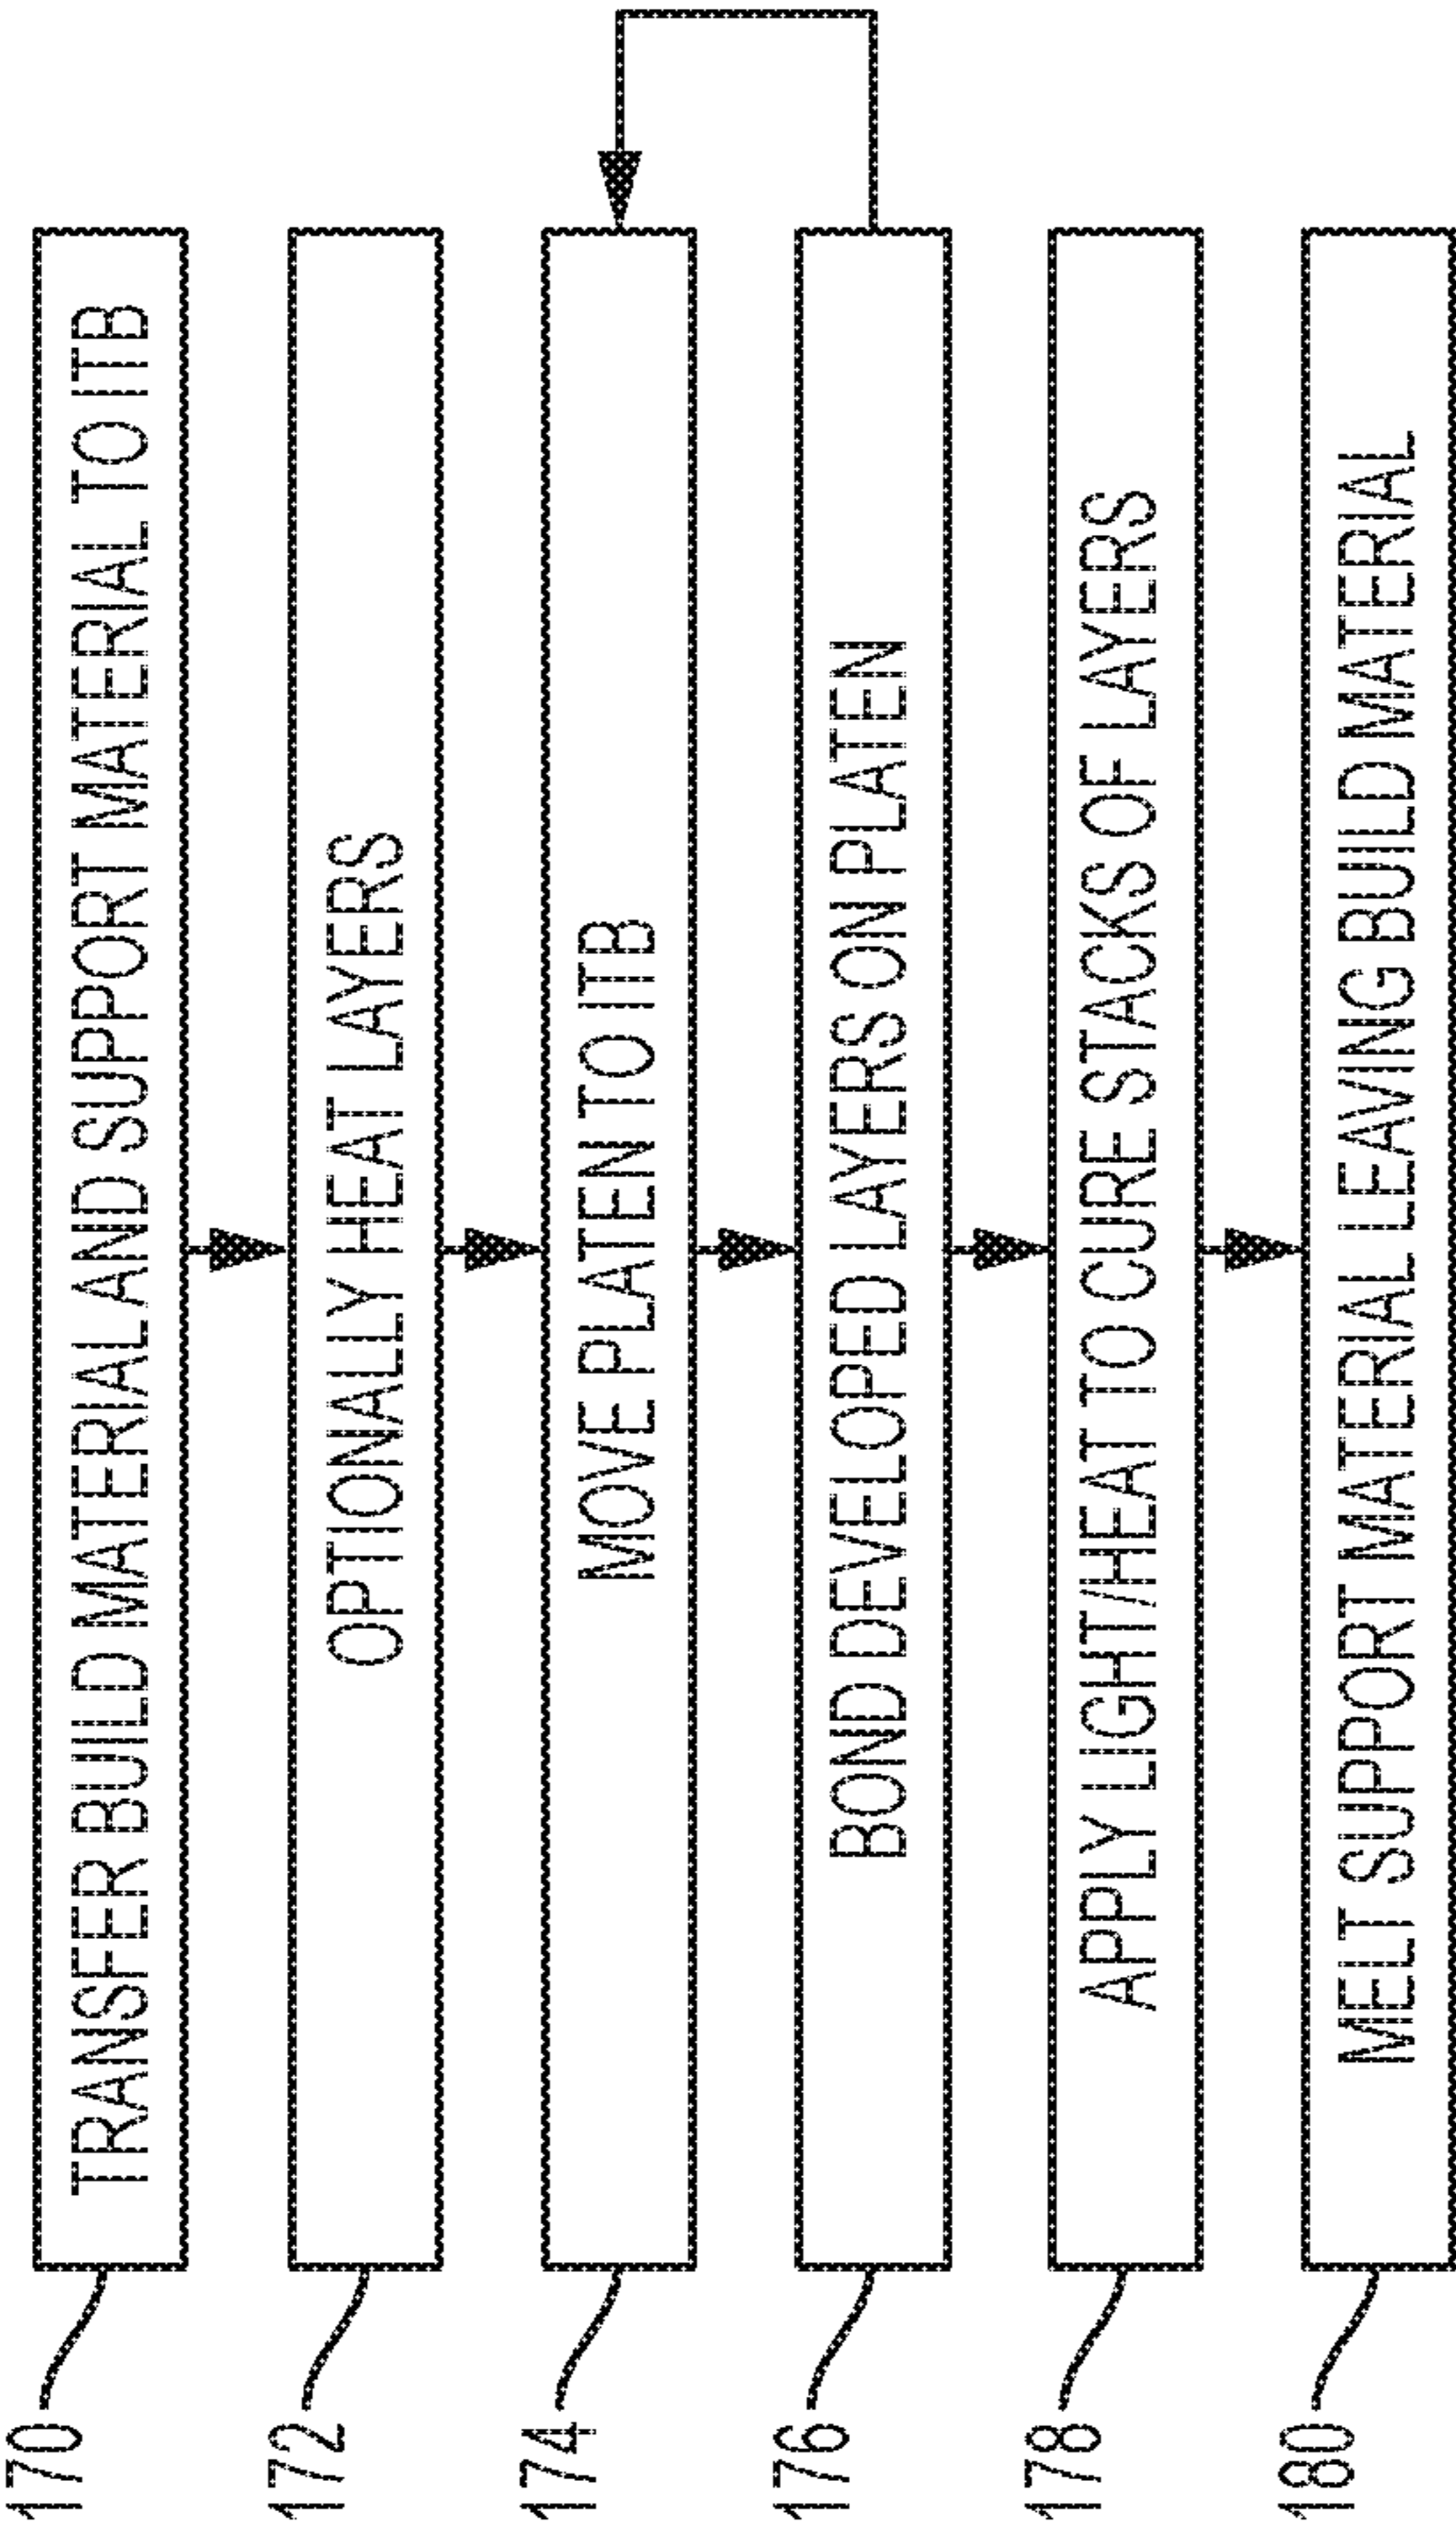 170
TRANSFER BUILD MATERIAL AND SUPPORT MATERIAL TO ITB
172
OPTIONALLY HEAT LAYERS
174
MOVE PLATEN TO ITB
176
BOND DEVELOPED LAYERS ON PLATEN
178
APPLY LIGHT/HEAT TO CURE STACKS OF LAYERS
180
MELT SUPPORT MATERIAL LEAVING BUILD MATERIAL